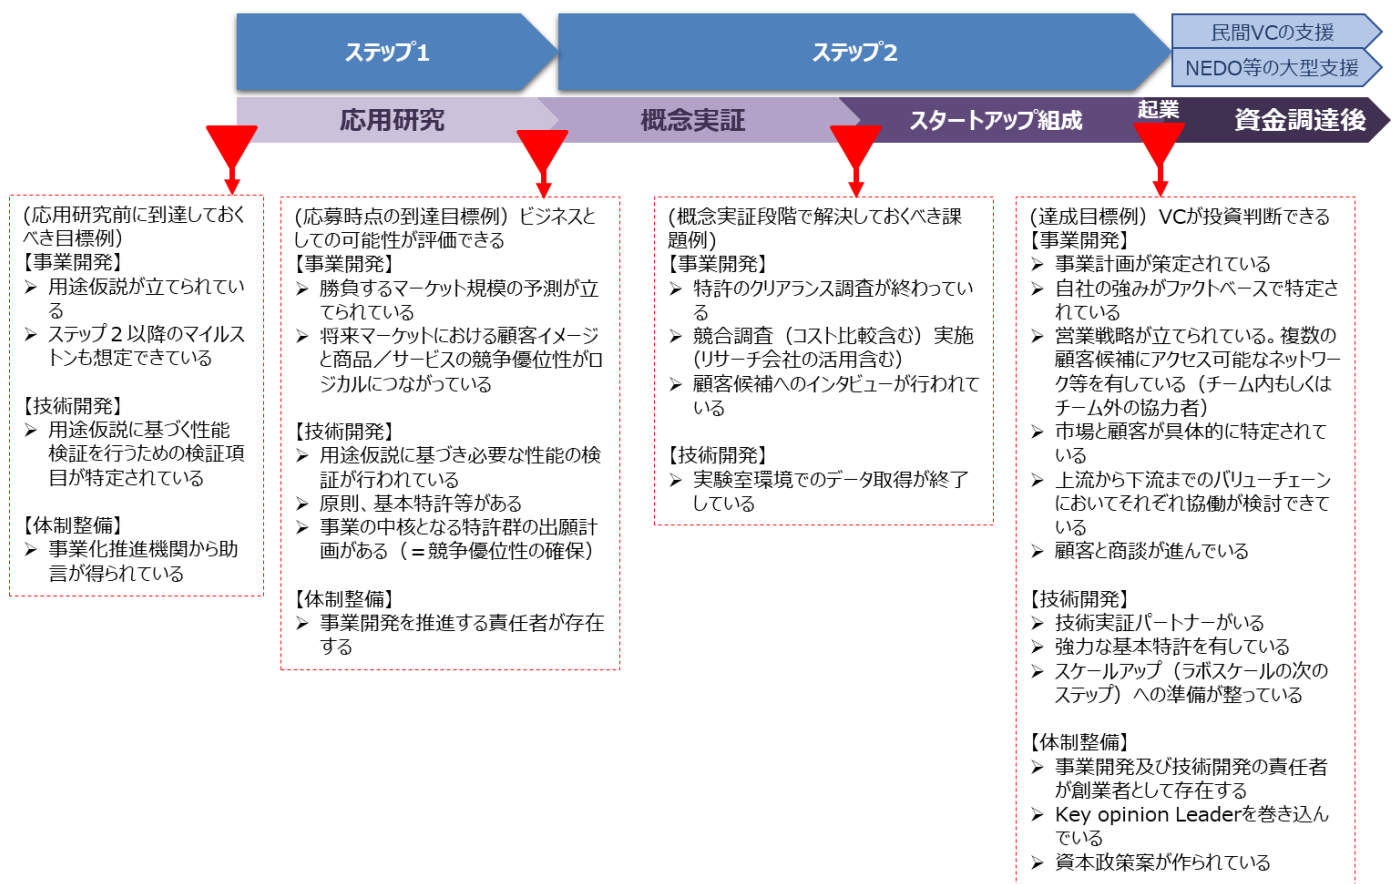 ステップ1
ステップ2
民間VCの支援
NEDO等の大型支援
応用研究
概念実証
スタートアップ組成
起業
資金調達後
(応用研究前に到達しておく
べき目標例)
【事業開発】
➢ 用途仮説が立てられてい
る
➢ ステップ２以降のマイルス
トンも想定できている
【技術開発】
➢ 用途仮説に基づく性能
検証を行うための検証項
目が特定されている
【体制整備】
➢ 事業化推進機関から助
言が得られている
(応募時点の到達目標例）ビジネスと
しての可能性が評価できる
【事業開発】
➢ 勝負するマーケット規模の予測が立
てられている
➢ 将来マーケットにおける顧客イメージ
と商品／サービスの競争優位性がロ
ジカルにつながっている
【技術開発】
➢ 用途仮説に基づき必要な性能の検
証が行われている
➢ 原則、基本特許等がある
➢ 事業の中核となる特許群の出願計
画がある（＝競争優位性の確保）
【体制整備】
➢ 事業開発を推進する責任者が存在
する
(概念実証段階で解決しておくべき課
題例)
【事業開発】
➢ 特許のクリアランス調査が終わってい
る
➢ 競合調査（コスト比較含む）実施
(リサーチ会社の活用含む)
➢ 顧客候補へのインタビューが行われて
いる
【技術開発】
➢ 実験室環境でのデータ取得が終了
している
(達成目標例）VCが投資判断できる
【事業開発】
➢ 事業計画が策定されている
➢ 自社の強みがファクトベースで特定さ
れている
➢ 営業戦略が立てられている。複数の
顧客候補にアクセス可能なネットワー
ク等を有している（チーム内もしくは
チーム外の協力者）
➢ 市場と顧客が具体的に特定されて
いる
➢ 上流から下流までのバリューチェーン
においてそれぞれ協働が検討できて
いる
➢ 顧客と商談が進んでいる
【技術開発】
➢ 技術実証パートナーがいる
➢ 強力な基本特許を有している
➢ スケールアップ（ラボスケールの次の
ステップ）への準備が整っている
【体制整備】
➢ 事業開発及び技術開発の責任者
が創業者として存在する
➢ Key opinion Leaderを巻き込ん
でいる
➢ 資本政策案が作られている